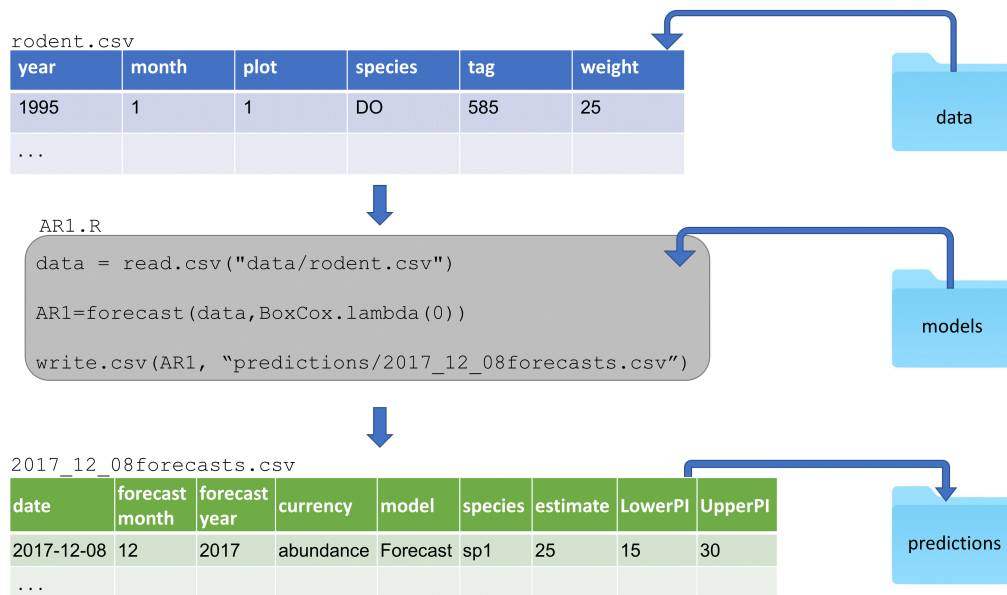 rodent.csv
year month plot species tag weight
1995 1 1 DO 585 25
...
data
AR1.R
data = read.csv("data/rodent.csv")
AR1=forecast(data,BoxCox.lambda(0))
write.csv(AR1, “predictions/2017_12_08forecasts.csv”)
models
2017_12_08forecasts.csv
date forecast month forecast year currency model species estimate LowerPI UpperPI
2017-12-08 12 2017 abundance Forecast sp1 25 15 30
...
predictions